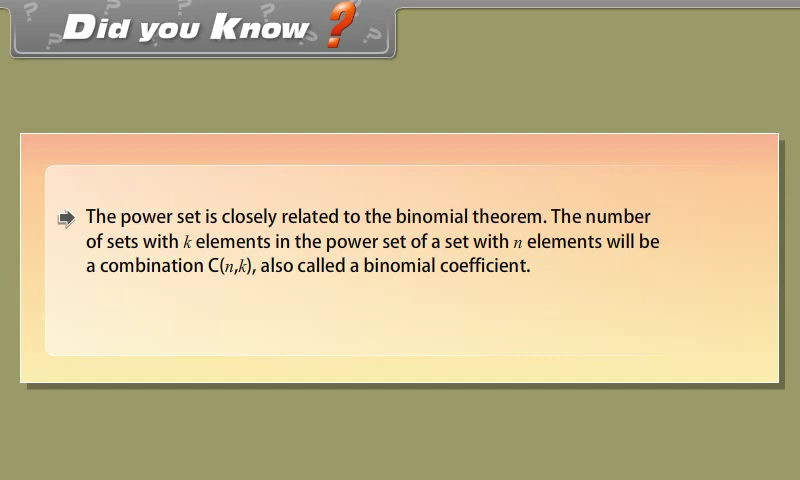 Did you Know ?
The power set is closely related to the binomial theorem. The number
of sets with k elements in the power set of a set with n elements will be
a combination C(n,k), also called a binomial coefficient.